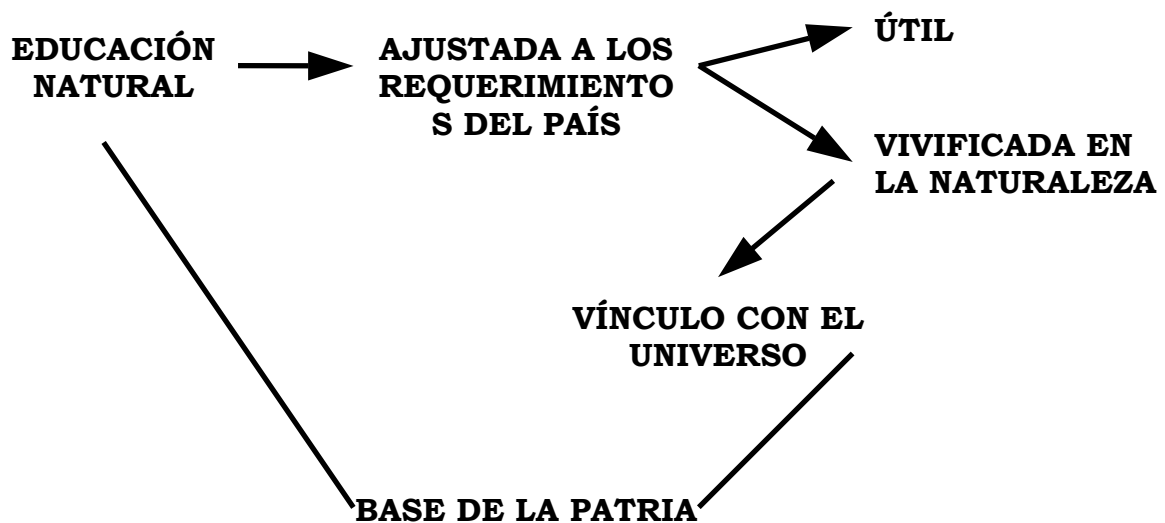 EDUCACIÓN
NATURAL
AJUSTADA A LOS
REQUERIMIENTO
S DEL PAÍS
ÚTIL
VIVIFICADA EN
LA NATURALEZA
VÍNCULO CON EL
UNIVERSO
BASE DE LA PATRIA